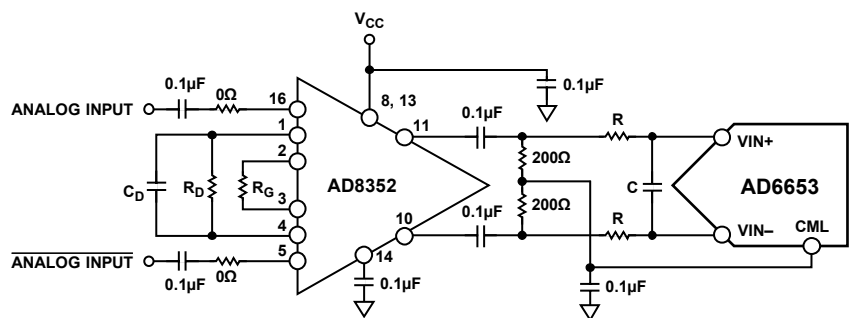 VCC
0.1µF 0Ω
ANALOG INPUT
16
8, 13
0.1µF
1
2
11
0.1µF
R
VIN+
CD
RD
RG
AD8352
200Ω
200Ω
C
AD6653
3
4
10
0.1µF
R
VIN–
CML
ANALOG INPUT
5
14
0.1µF 0Ω
0.1µF
0.1µF